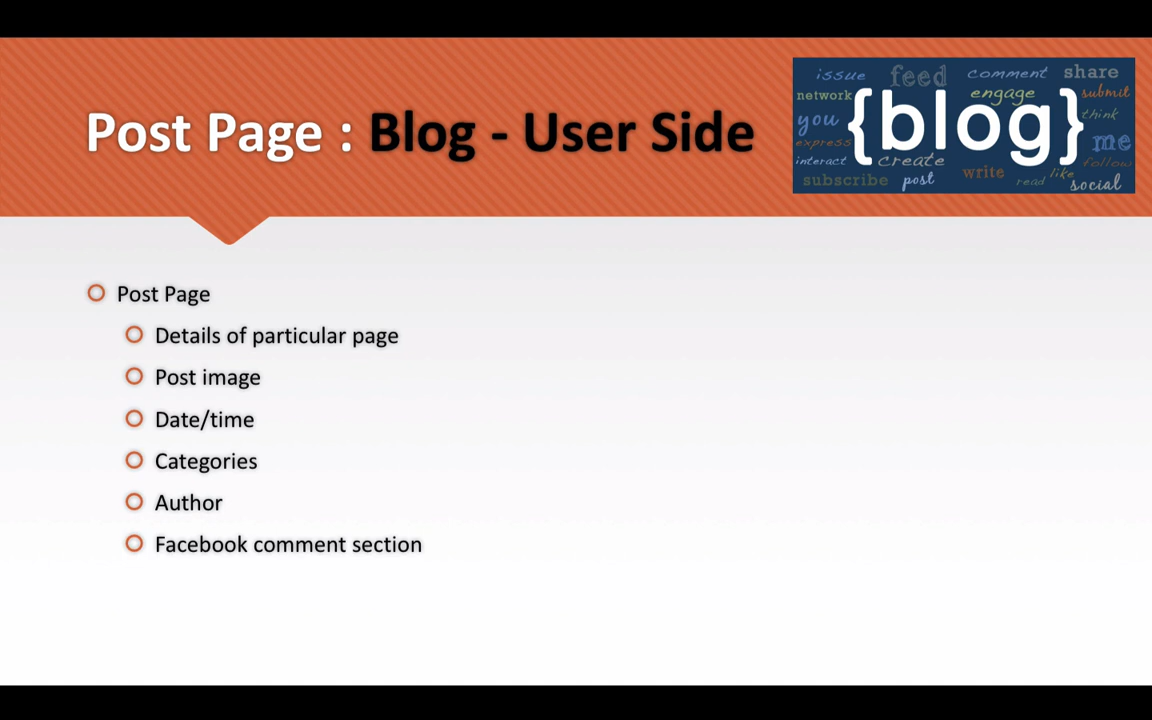 Post Page : Blog - User Side
issue feed comment share
network engage submit
you {blog} think
express me
interact create follow
subscribe post write read like social
Post Page
Details of particular page
Post image
Date/time
Categories
Author
Facebook comment section